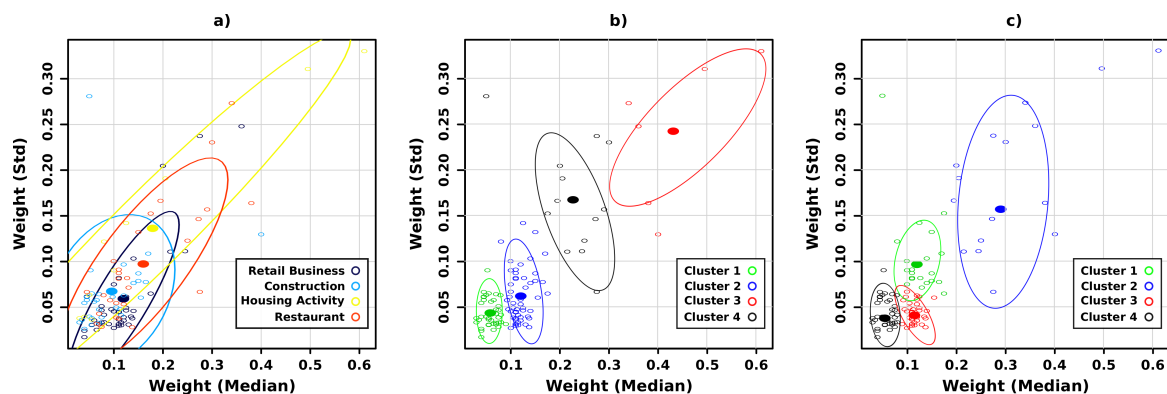 a)
Weight (Std)
0.30
0.25
0.20
0.15
0.10
0.05
Retail Business
Construction
Housing Activity
Restaurant
0.1 0.2 0.3 0.4 0.5 0.6
Weight (Median)
b)
Weight (Std)
0.30
0.25
0.20
0.15
0.10
0.05
Cluster 1
Cluster 2
Cluster 3
Cluster 4
0.1 0.2 0.3 0.4 0.5 0.6
Weight (Median)
c)
Weight (Std)
0.30
0.25
0.20
0.15
0.10
0.05
Cluster 1
Cluster 2
Cluster 3
Cluster 4
0.1 0.2 0.3 0.4 0.5 0.6
Weight (Median)